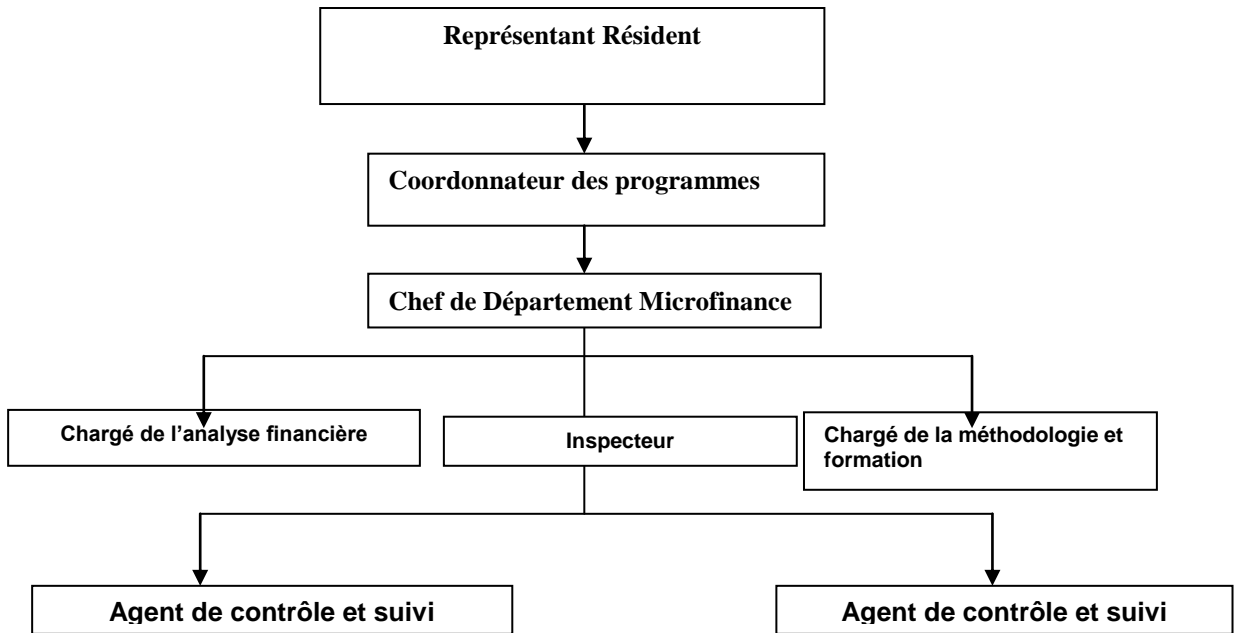 Représentant Résident
Coordonnateur des programmes
Chef de Département Microfinance
Chargé de l’analyse financière
Inspecteur
Chargé de la méthodologie et
formation
Agent de contrôle et suivi
Agent de contrôle et suivi